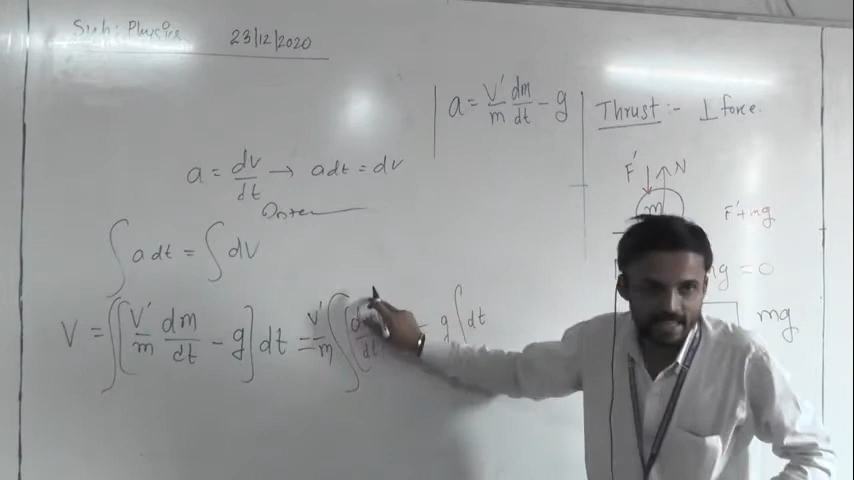 Sub: Physics
23/12/2020
a = V'/m dm/dt - g
Thrust :- ⊥ force.
a = dv/dt → adt = dv
F' N
m
F'+mg
∫ adt = ∫ dV
g = 0
V = ∫[V'/m dm/dt - g] dt = V'/m ∫ dt - g ∫ dt
mg